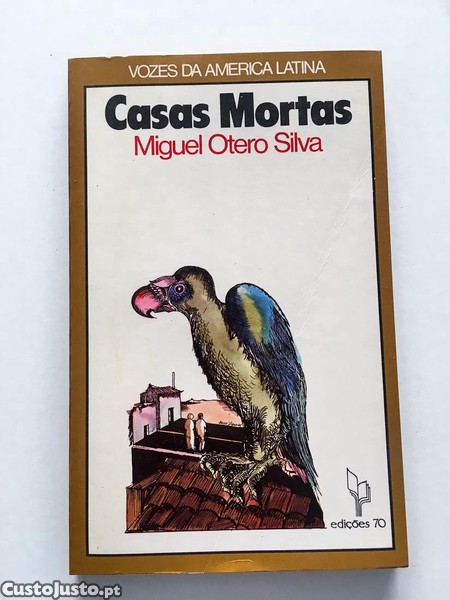 VOZES DA AMERICA LATINA
Casas Mortas
Miguel Otero Silva
edições 70
CustoJusto.pt